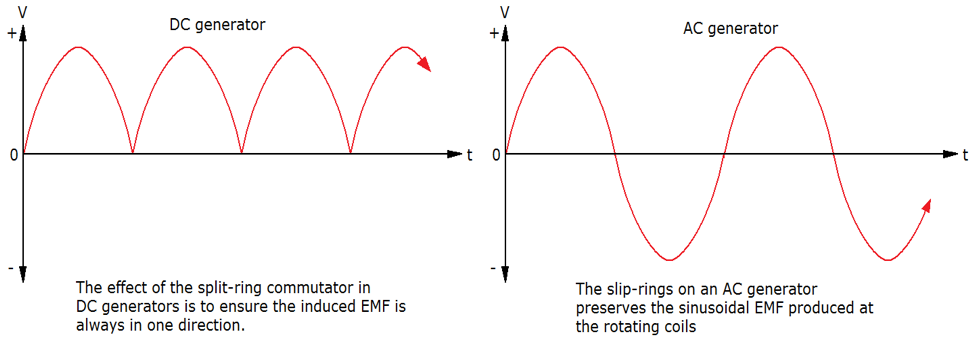 V
DC generator
+
0
t
-
The effect of the split-ring commutator in
DC generators is to ensure the induced EMF is
always in one direction.
V
AC generator
+
0
t
-
The slip-rings on an AC generator
preserves the sinusoidal EMF produced at
the rotating coils